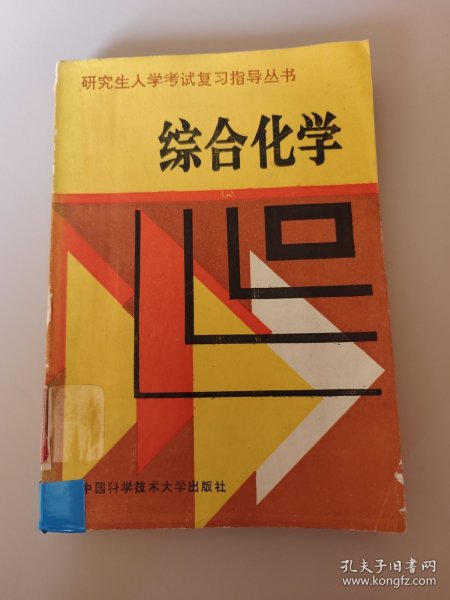 研究生入学考试复习指导丛书
综合化学
中国科学技术大学出版社
孔夫子旧书网
www.kongfz.com